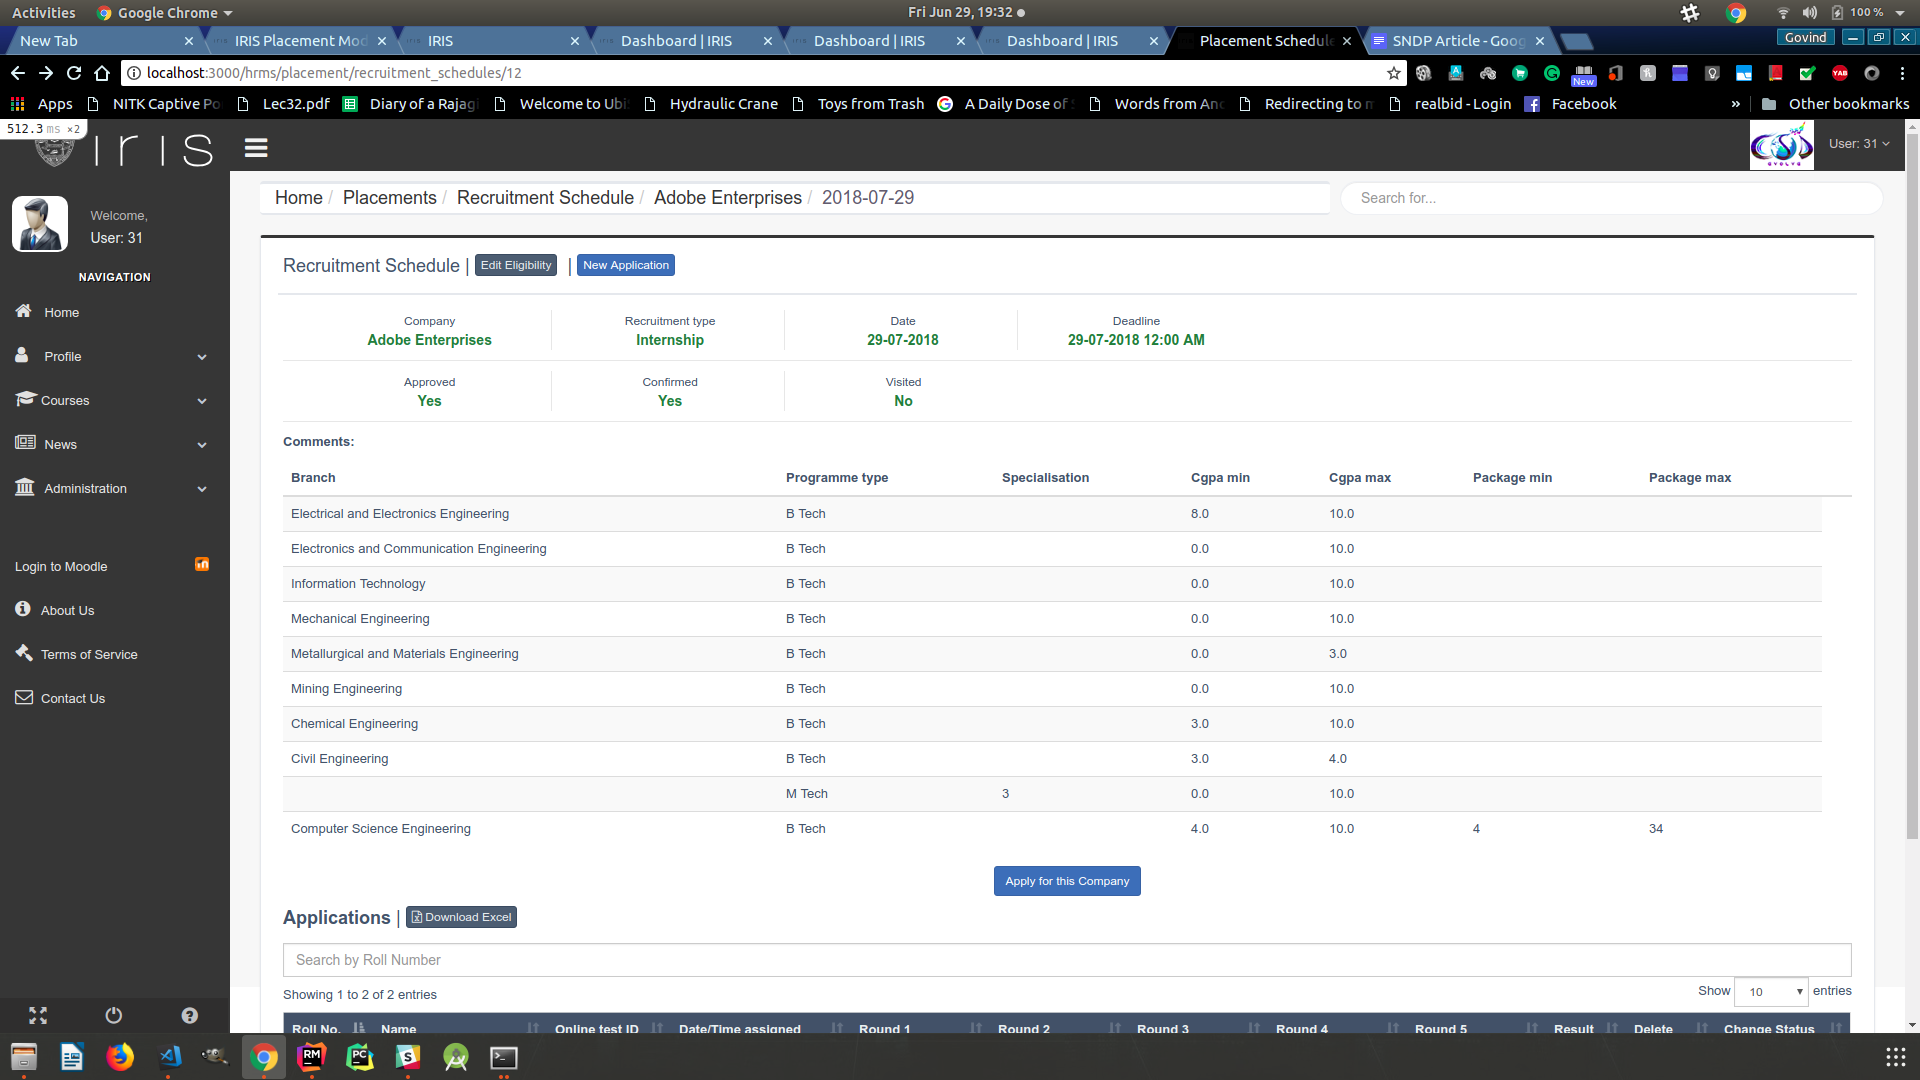 Activities Google Chrome Fri Jun 29, 19:32 100 %
New Tab IRIS Placement Mod IRIS Dashboard | IRIS Dashboard | IRIS Dashboard | IRIS Placement Schedule SNDP Article - Goog Govind
localhost:3000/hrms/placement/recruitment_schedules/12 New YAB
Apps NITK Captive Po Lec32.pdf Diary of a Rajag Welcome to Ubi Hydraulic Crane Toys from Trash A Daily Dose of Words from An Redirecting to m realbid - Login Facebook » Other bookmarks
512.3 ms ×2
iris User: 31
Home / Placements / Recruitment Schedule / Adobe Enterprises / 2018-07-29 Search for...
Welcome,
User: 31
NAVIGATION
Home
Profile
Courses
News
Administration
Login to Moodle
About Us
Terms of Service
Contact Us
Recruitment Schedule | Edit Eligibility | New Application
Company Recruitment type Date Deadline
Adobe Enterprises Internship 29-07-2018 29-07-2018 12:00 AM
Approved Confirmed Visited
Yes Yes No
Comments:
Branch Programme type Specialisation Cgpa min Cgpa max Package min Package max
Electrical and Electronics Engineering B Tech 8.0 10.0
Electronics and Communication Engineering B Tech 0.0 10.0
Information Technology B Tech 0.0 10.0
Mechanical Engineering B Tech 0.0 10.0
Metallurgical and Materials Engineering B Tech 0.0 3.0
Mining Engineering B Tech 0.0 10.0
Chemical Engineering B Tech 3.0 10.0
Civil Engineering B Tech 3.0 4.0
M Tech 3 0.0 10.0
Computer Science Engineering B Tech 4.0 10.0 4 34
Apply for this Company
Applications | Download Excel
Search by Roll Number
Showing 1 to 2 of 2 entries Show 10 entries
Roll No. Name Online test ID Date/Time assigned Round 1 Round 2 Round 3 Round 4 Round 5 Result Delete Change Status
RM PC